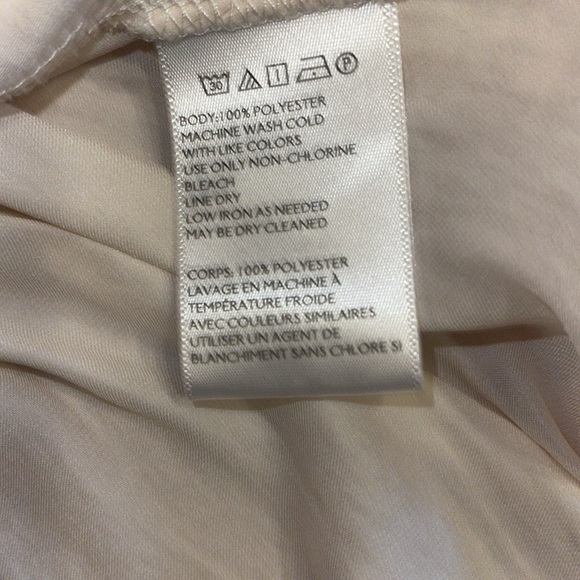 30 P
BODY: 100% POLYESTER
MACHINE WASH COLD
WITH LIKE COLORS
USE ONLY NON-CHLORINE
BLEACH
LINE DRY
LOW IRON AS NEEDED
MAY BE DRY CLEANED
CORPS: 100% POLYESTER
LAVAGE EN MACHINE À
TEMPÉRATURE FROIDE
AVEC COULEURS SIMILAIRES
UTILISER UN AGENT DE
BLANCHIMENT SANS CHLORE SI